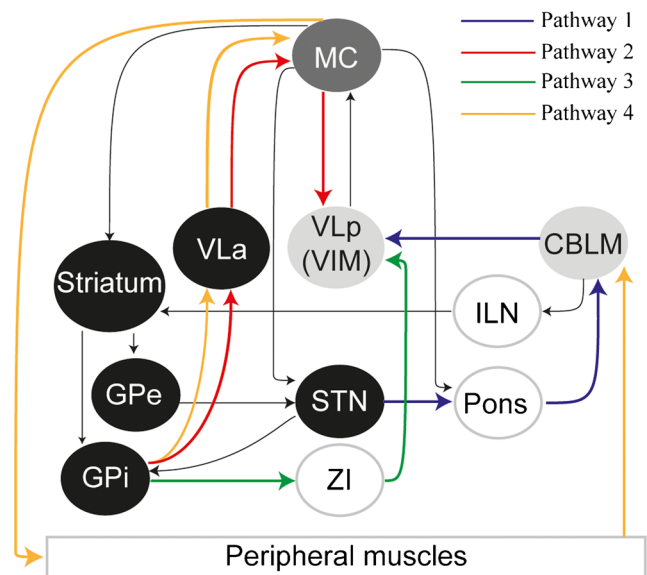 Pathway 1
Pathway 2
Pathway 3
Pathway 4
MC
VLa
VLp
(VIM)
CBLM
Striatum
ILN
GPe
STN
Pons
GPi
ZI
Peripheral muscles